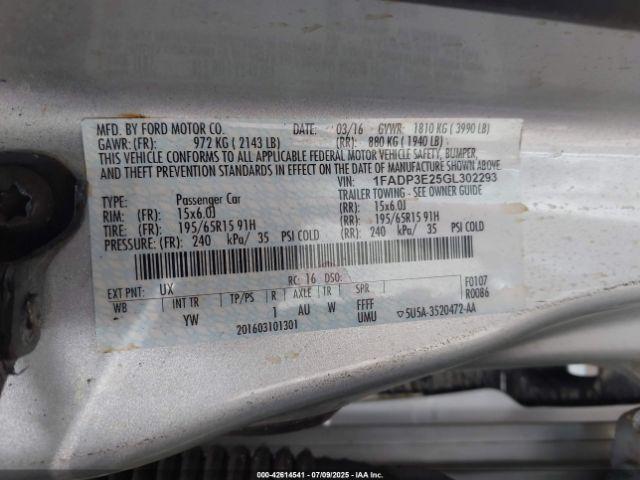 MFD. BY FORD MOTOR CO. DATE: 03/16 GVWR: 1810 KG ( 3990 LB)
GAWR: (FR): 972 KG ( 2143 LB) (RR): 880 KG ( 1940 LB)
THIS VEHICLE CONFORMS TO ALL APPLICABLE FEDERAL MOTOR VEHICLE SAFETY, BUMPER,
AND THEFT PREVENTION STANDARDS IN EFFECT ON THE DATE OF MANUFACTURE SHOWN ABOVE.
VIN: 1FADP3E25GL302293
TYPE: Passenger Car TRAILER TOWING - SEE OWNER GUIDE
RIM: (FR): 15x6.0J (RR): 15x6.0J
TIRE: (FR): 195/65R15 91H (RR): 195/65R15 91H
PRESSURE: (FR): 240 kPa/ 35 PSI COLD (RR): 240 kPa/ 35 PSI COLD
EXT PNT: UX RC: 16 DSO: F0107
WB INT TR TP/PS R AXLE TR SPR R0086
YW 1 AU W FFFF
201603101301 UMU 5U5A-3520472-AA
000-42614541 - 07/09/2025 - IAA Inc.